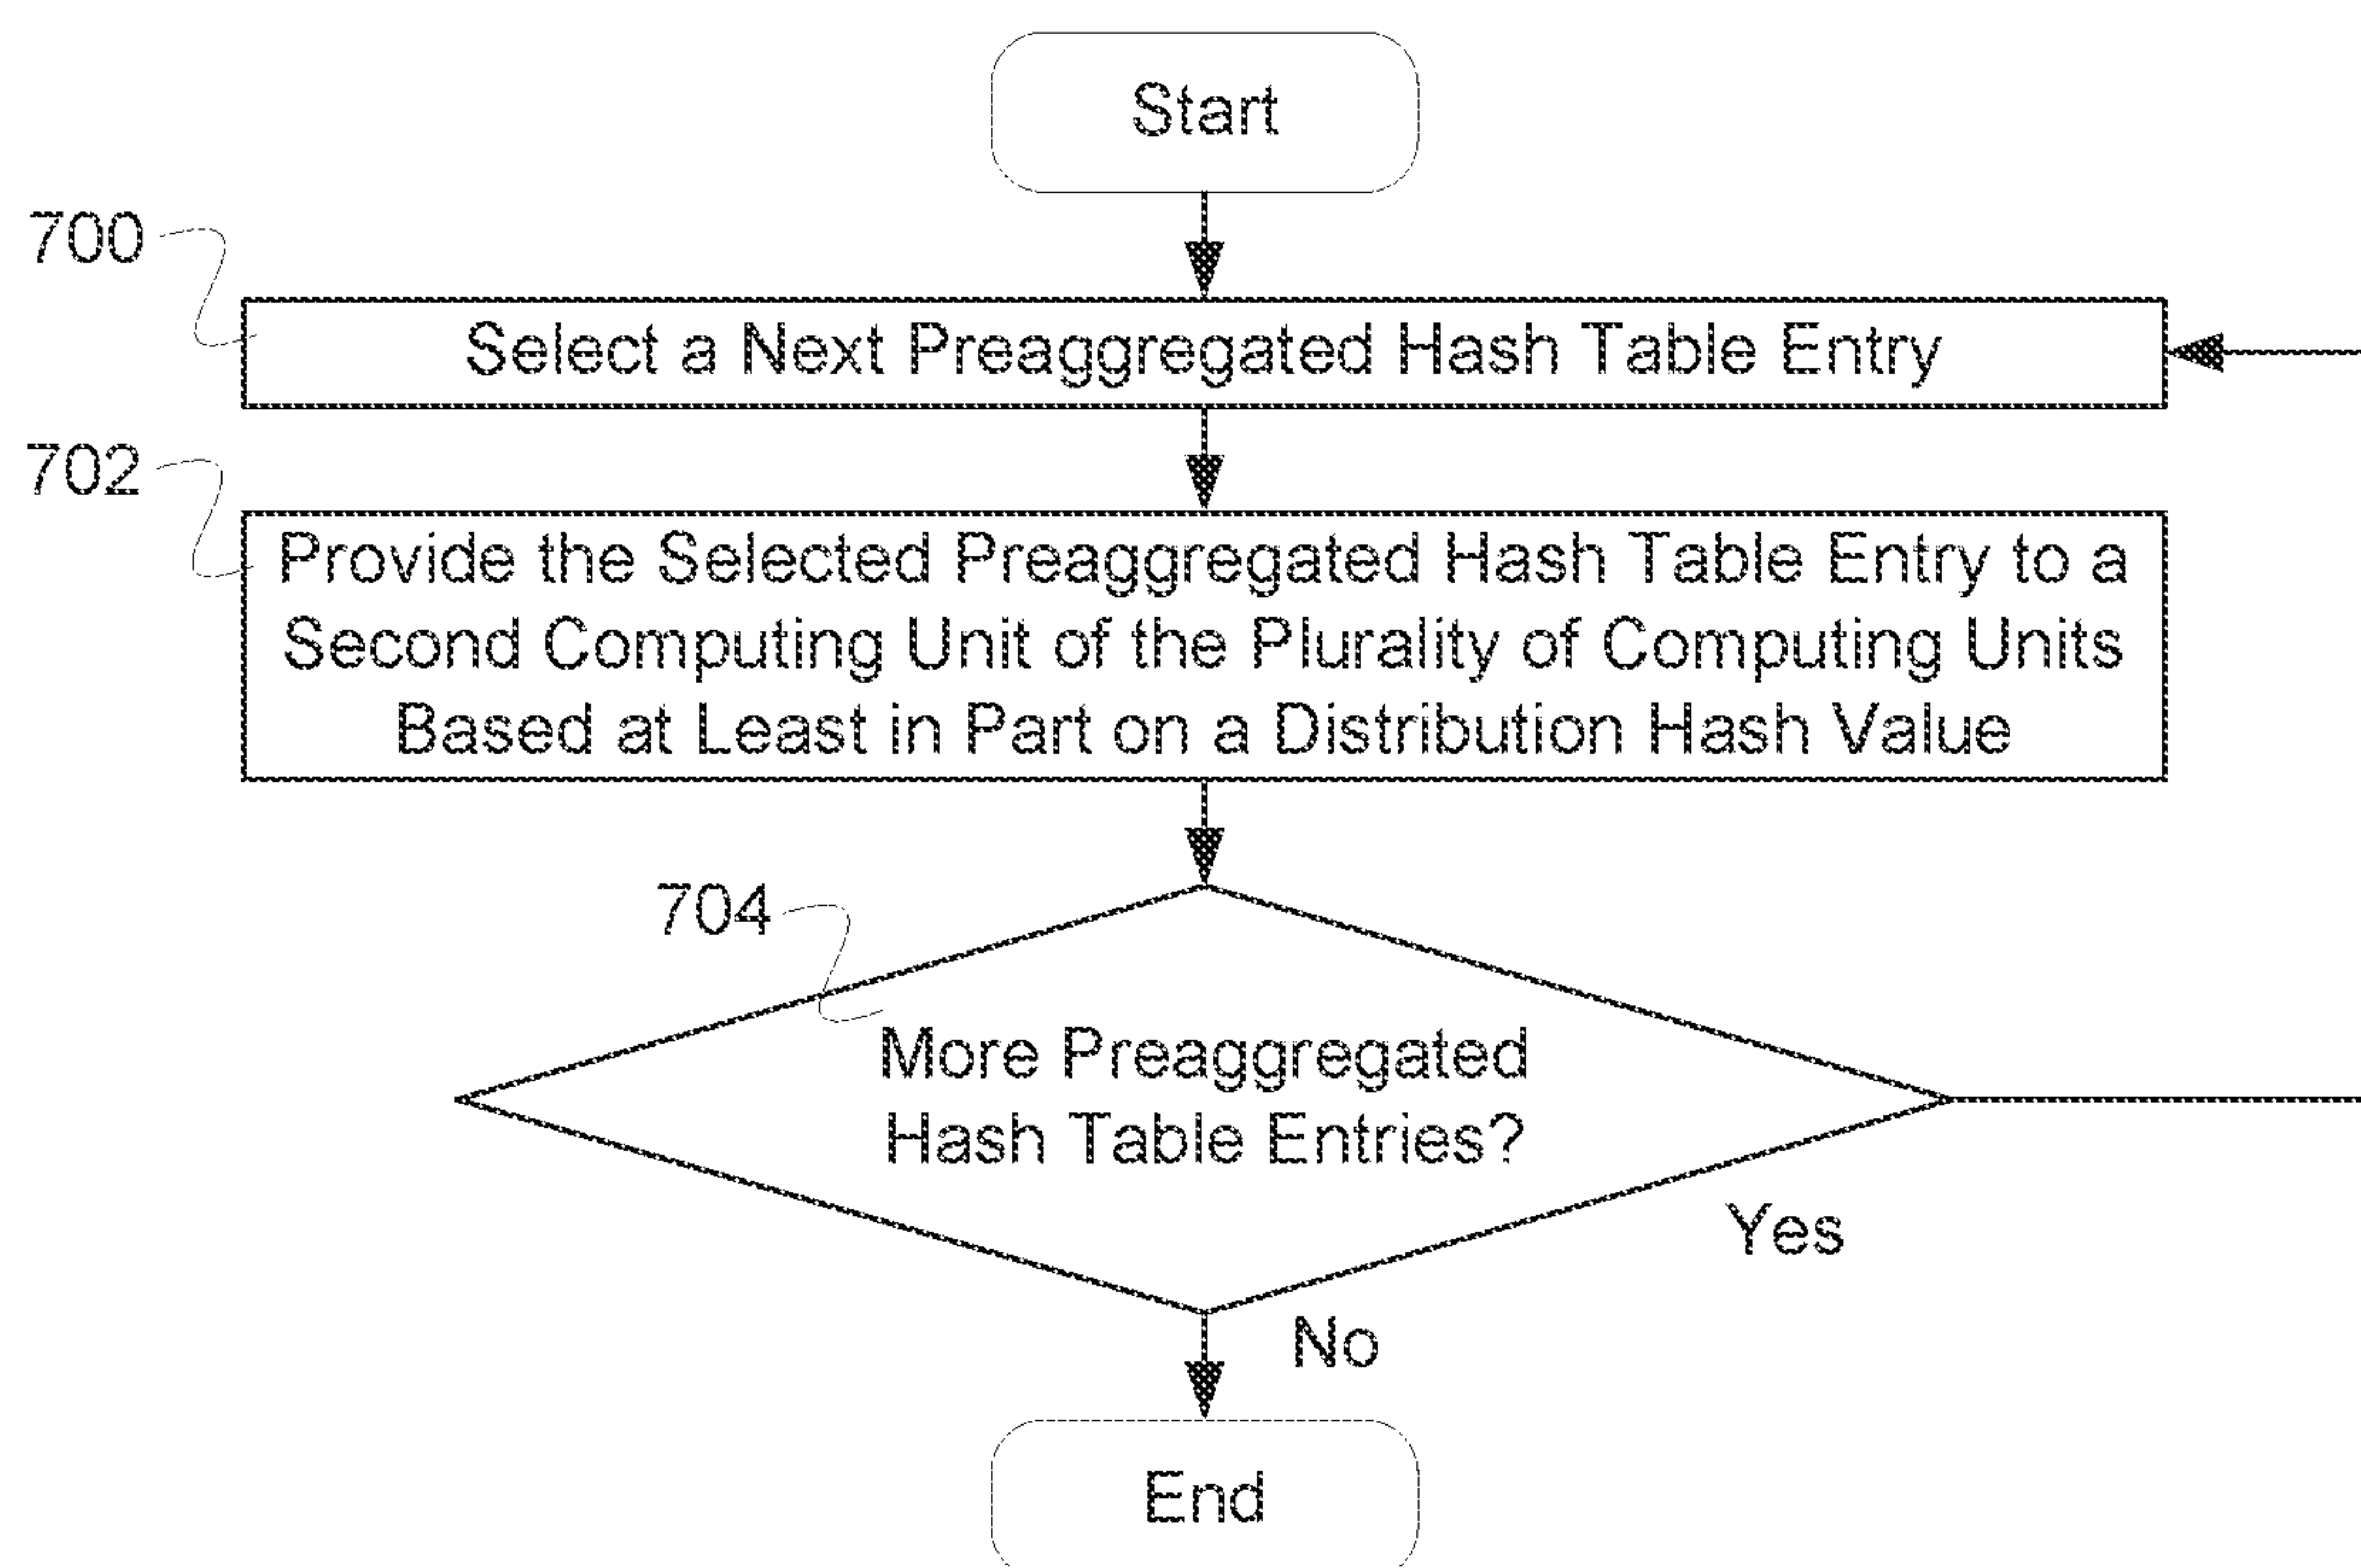 Start
700
Select a Next Preaggregated Hash Table Entry
702
Provide the Selected Preaggregated Hash Table Entry to a
Second Computing Unit of the Plurality of Computing Units
Based at Least in Part on a Distribution Hash Value
704
More Preaggregated
Hash Table Entries?
Yes
No
End